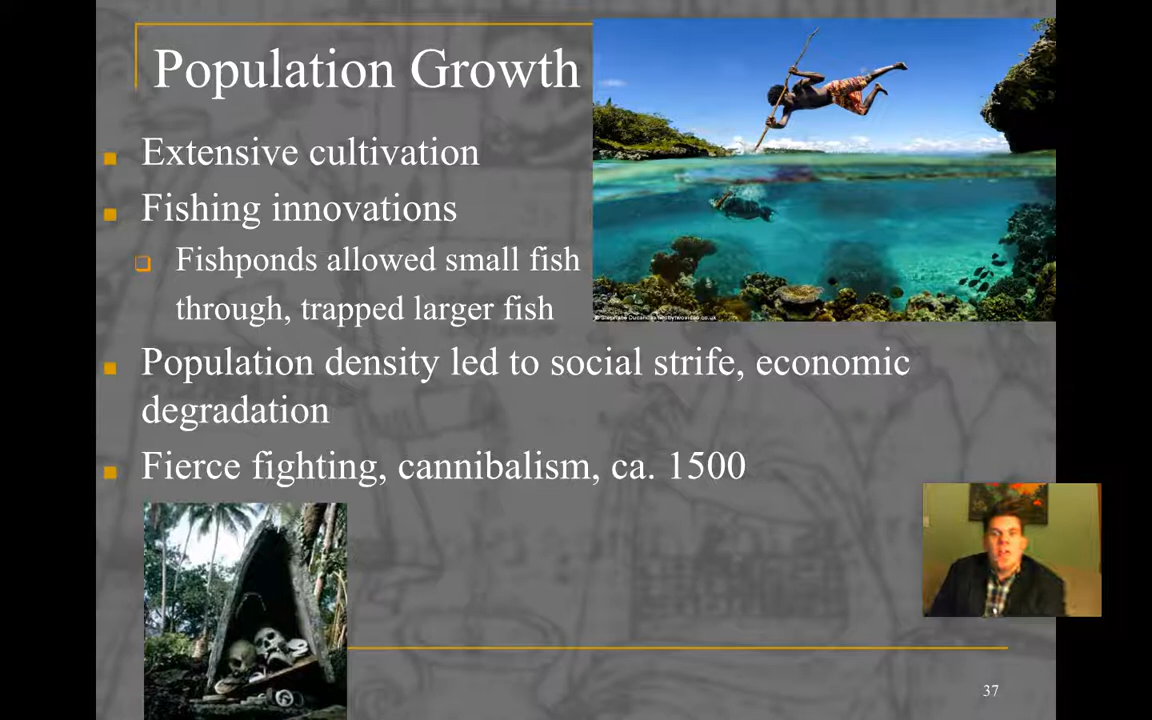 Population Growth
Extensive cultivation
Fishing innovations
Fishponds allowed small fish
through, trapped larger fish
Population density led to social strife, economic
degradation
Fierce fighting, cannibalism, ca. 1500
37